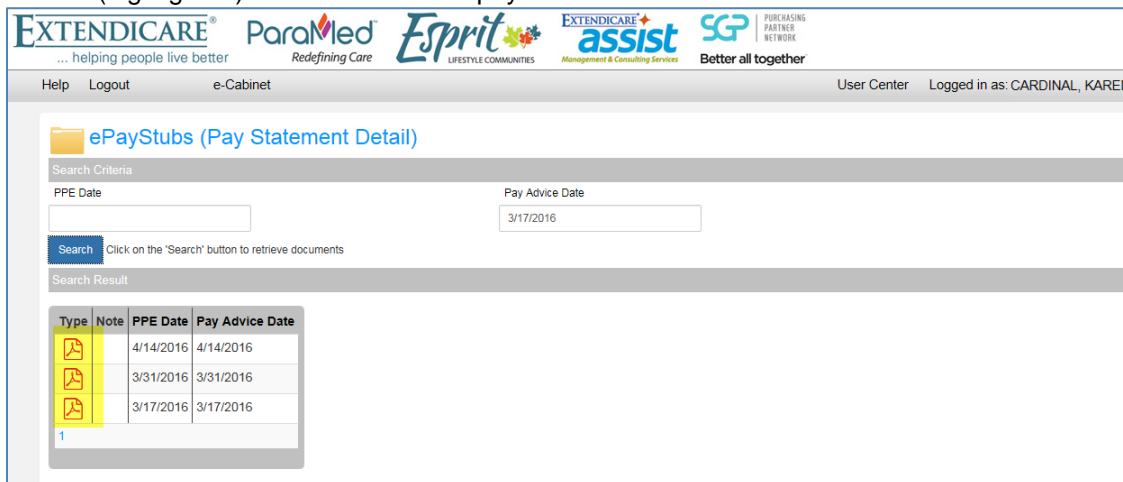 EXTENDICARE®
... helping people live better
ParaMed
Redefining Care
Esprit
LIFESTYLE COMMUNITIES
EXTENDICARE
assist
Management & Consulting Services
SGP
PURCHASING
PARTNER
NETWORK
Better all together
Help Logout e-Cabinet User Center Logged in as: CARDINAL, KAREN
ePayStubs (Pay Statement Detail)
Search Criteria
PPE Date Pay Advice Date
3/17/2016
Search Click on the 'Search' button to retrieve documents
Search Result
Type Note PPE Date Pay Advice Date
4/14/2016 4/14/2016
3/31/2016 3/31/2016
3/17/2016 3/17/2016
1